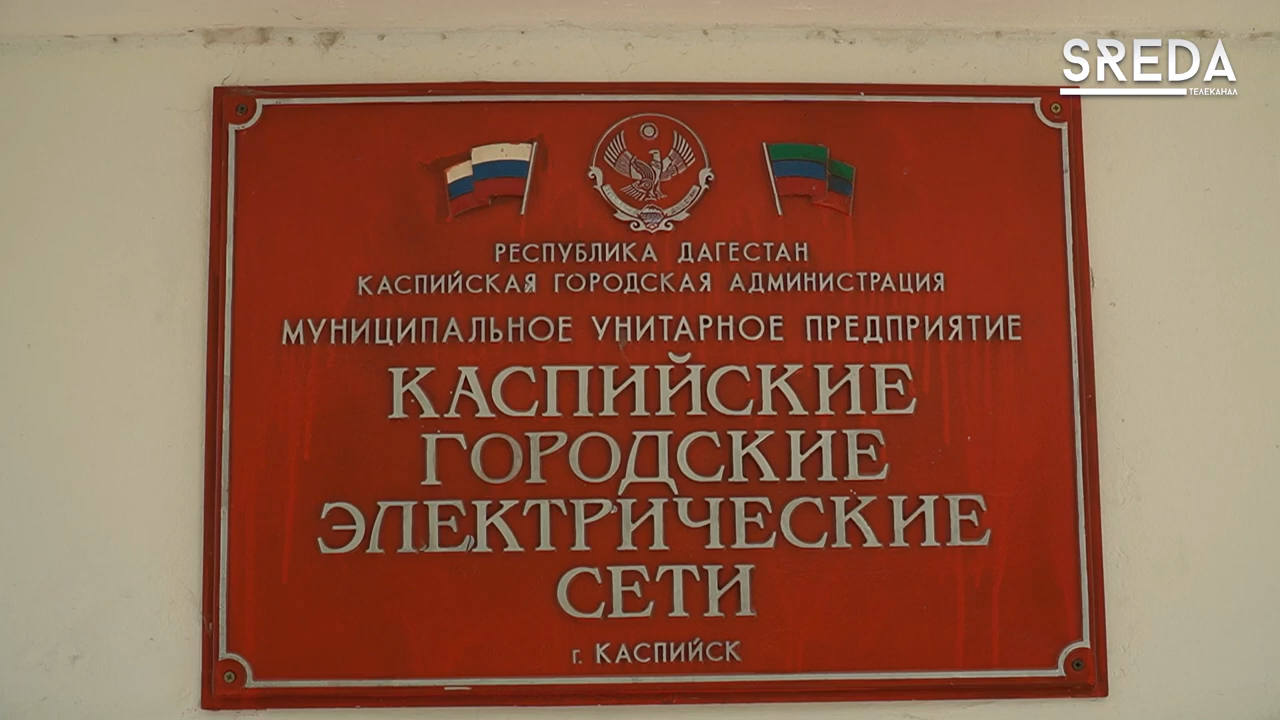 SREDA
ТЕЛЕКАНАЛ
РЕСПУБЛИКА ДАГЕСТАН
КАСПИЙСКАЯ ГОРОДСКАЯ АДМИНИСТРАЦИЯ
МУНИЦИПАЛЬНОЕ УНИТАРНОЕ ПРЕДПРИЯТИЕ
КАСПИЙСКИЕ
ГОРОДСКИЕ
ЭЛЕКТРИЧЕСКИЕ
СЕТИ
г. КАСПИЙСК